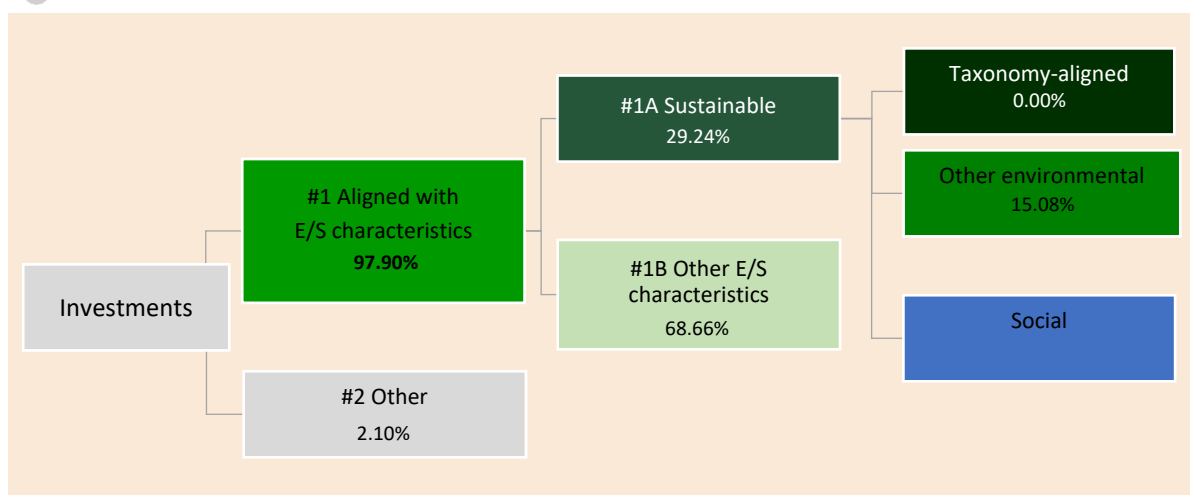 Investments
#1 Aligned with
E/S characteristics
97.90%
#2 Other
2.10%
#1A Sustainable
29.24%
#1B Other E/S
characteristics
68.66%
Taxonomy-aligned
0.00%
Other environmental
15.08%
Social